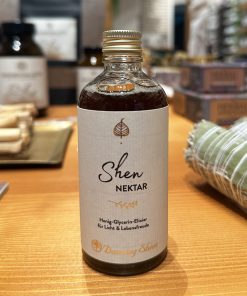 Shen
NEKTAR
Honig-Glycerin-Elixier
für Licht & Lebensfreude